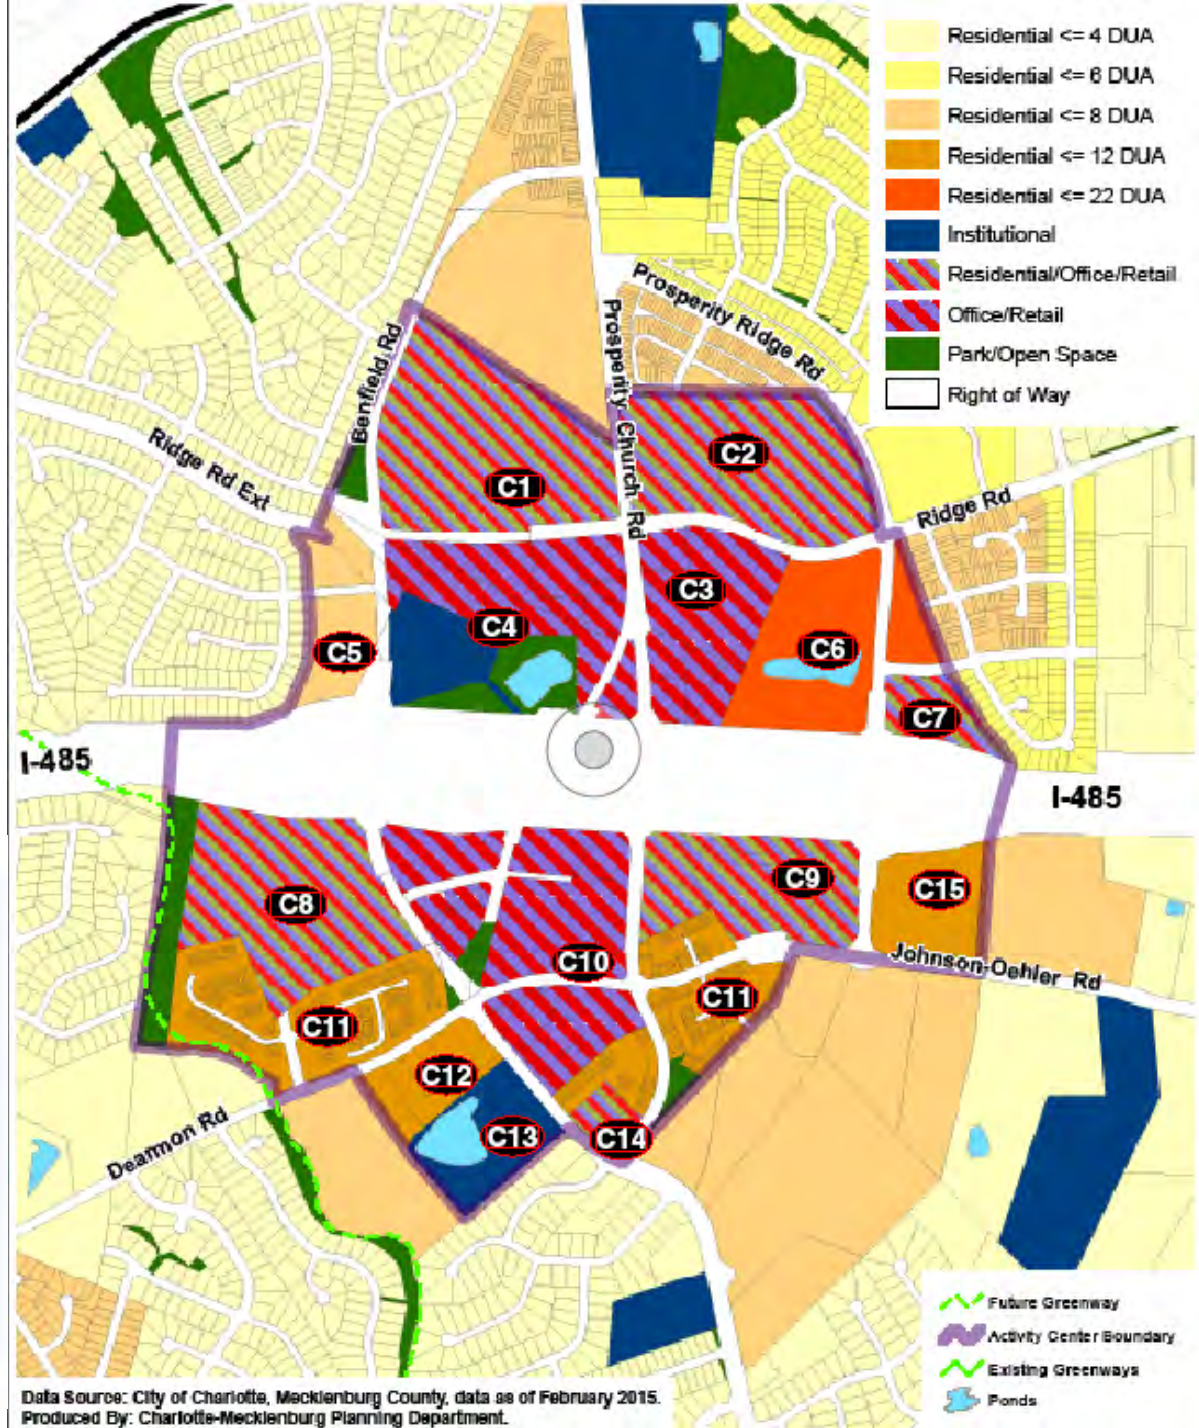 Residential <= 4 DUA
Residential <= 6 DUA
Residential <= 8 DUA
Residential <= 12 DUA
Residential <= 22 DUA
Institutional
Residential/Office/Retail
Office/Retail
Park/Open Space
Right of Way
Prosperity Ridge Rd
Benfield Rd
Prosperity Church Rd
Ridge Rd Ext
C2
C1
Ridge Rd
C3
C4
C5
C6
C7
I-485
I-485
C8
C9
C15
C10
Johnson-Oehler Rd
C11
C11
C12
C13
C14
Dearmon Rd
Future Greenway
Activity Center Boundary
Existing Greenways
Ponds
Data Source: City of Charlotte, Mecklenburg County, data as of February 2015.
Produced By: Charlotte-Mecklenburg Planning Department.